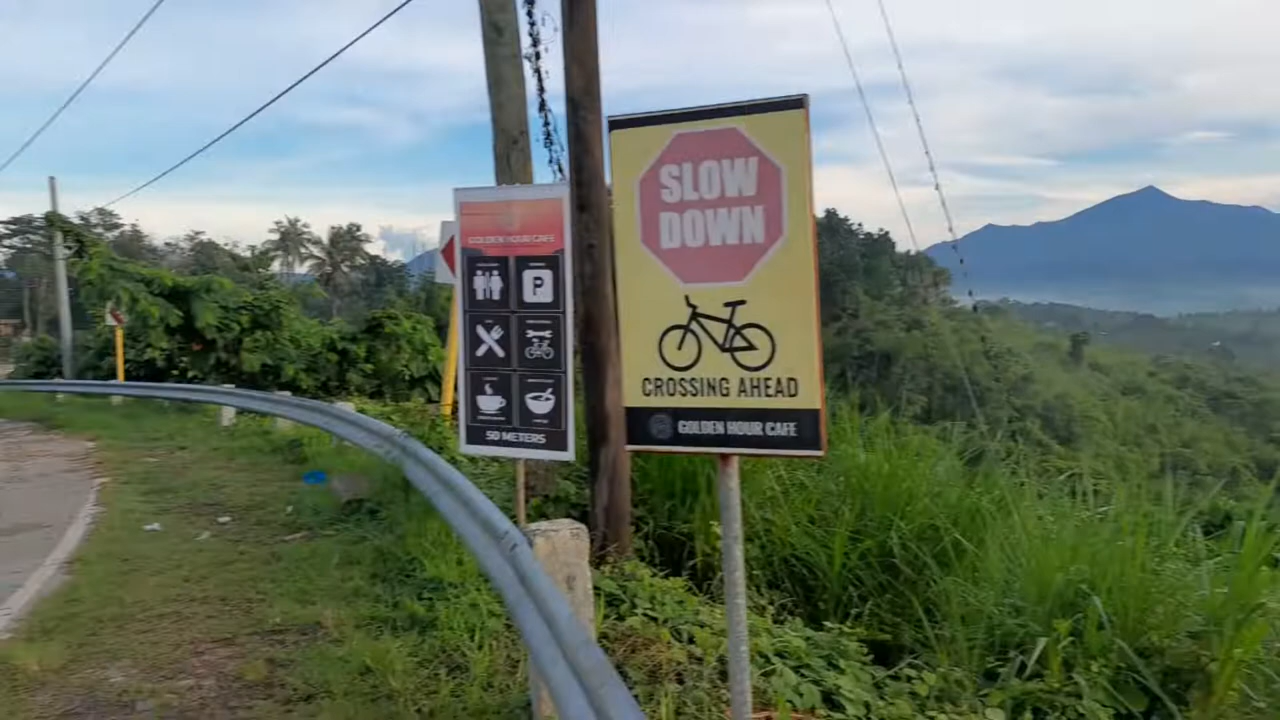 GOLDEN HOUR CAFE
P
50 METERS
SLOW
DOWN
CROSSING AHEAD
GOLDEN HOUR CAFE